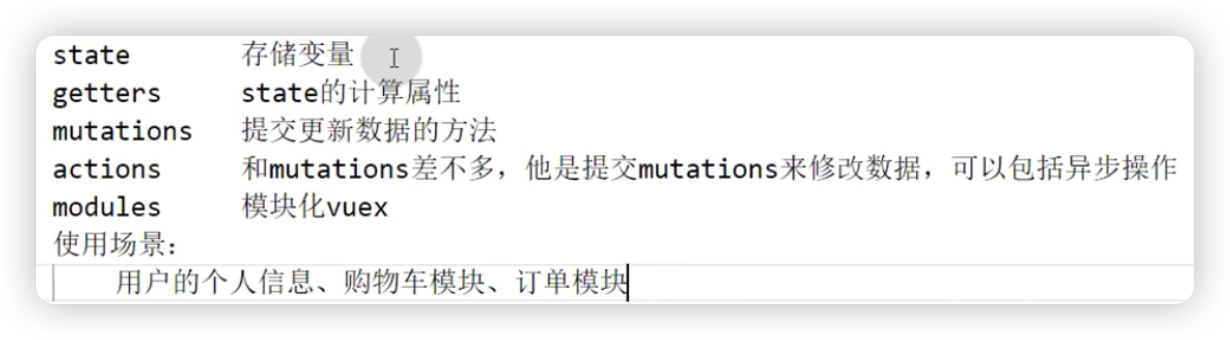 state 存储变量
getters state的计算属性
mutations 提交更新数据的方法
actions 和mutations差不多，他是提交mutations来修改数据，可以包括异步操作
modules 模块化vuex
使用场景：
用户的个人信息、购物车模块、订单模块